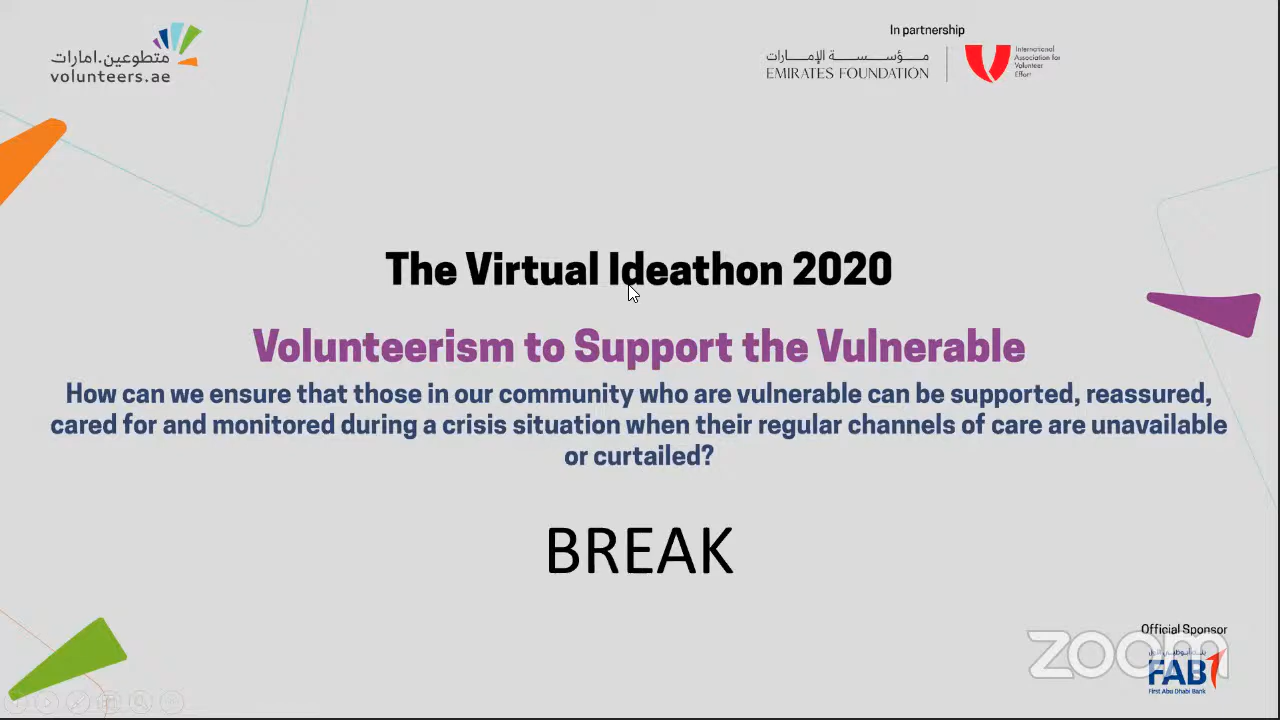 متطوعين.امارات
volunteers.ae
In partnership
مؤسسة الإمارات
EMIRATES FOUNDATION
International
Association for
Volunteer
Effort
The Virtual Ideathon 2020
Volunteerism to Support the Vulnerable
How can we ensure that those in our community who are vulnerable can be supported, reassured,
cared for and monitored during a crisis situation when their regular channels of care are unavailable
or curtailed?
BREAK
Official Sponsor
zoom
بنك أبوظبي الأول
FAB
First Abu Dhabi Bank